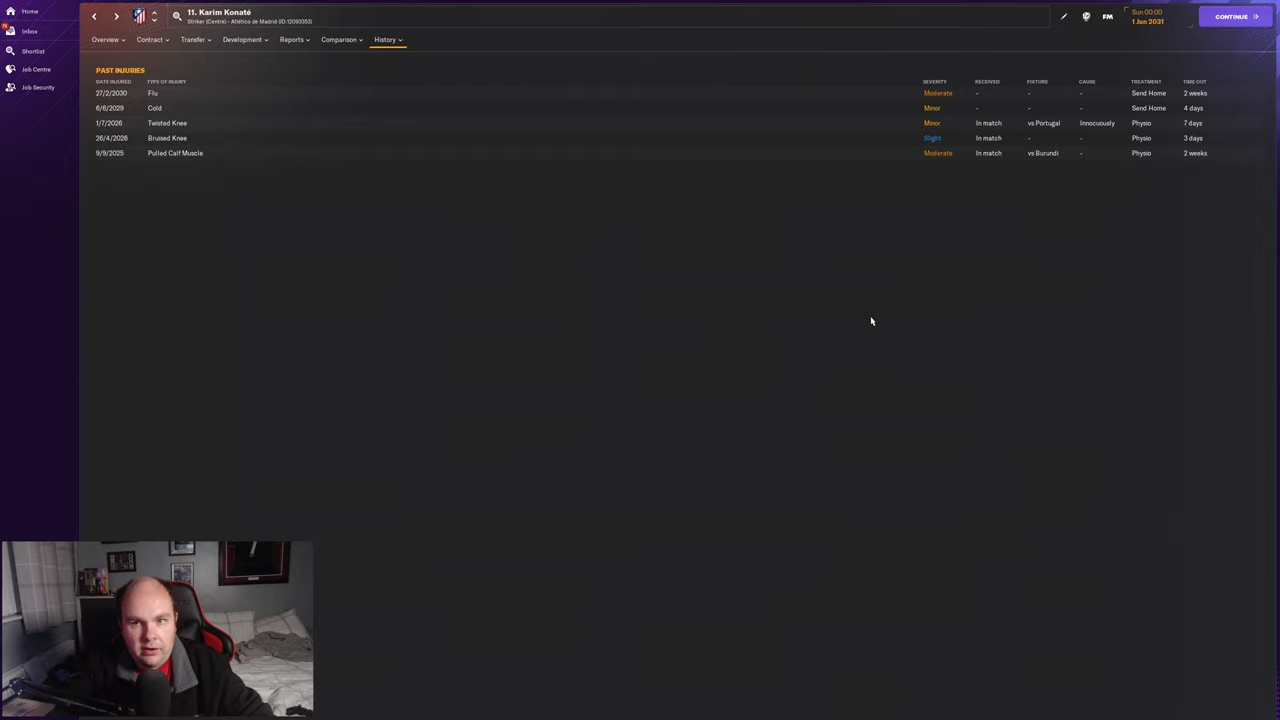 11. Karim Konaté
Striker (Centre) - Atlético de Madrid (ID:12093353)
FM
Sun 00:00
1 Jun 2031
CONTINUE
Home
Inbox
Shortlist
Job Centre
Job Security
Overview Contract Transfer Development Reports Comparison History
PAST INJURIES
DATE INJURED TYPE OF INJURY SEVERITY RECEIVED FIXTURE CAUSE TREATMENT TIME OUT
27/2/2030 Flu Moderate - - - Send Home 2 weeks
6/6/2029 Cold Minor - - - Send Home 4 days
1/7/2026 Twisted Knee Minor In match vs Portugal Innocuously Physio 7 days
26/4/2026 Bruised Knee Slight In match - - Physio 3 days
9/9/2025 Pulled Calf Muscle Moderate In match vs Burundi - Physio 2 weeks